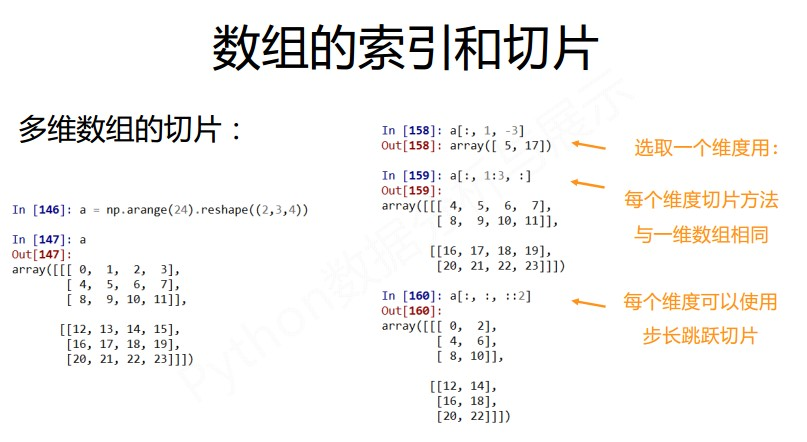 数组的索引和切片
多维数组的切片：
In [146]: a = np.arange(24).reshape((2,3,4))
In [147]: a
Out[147]:
array([[[ 0, 1, 2, 3],
[ 4, 5, 6, 7],
[ 8, 9, 10, 11]],
[[12, 13, 14, 15],
[16, 17, 18, 19],
[20, 21, 22, 23]]])
In [158]: a[:, 1, -3]
Out[158]: array([ 5, 17])
选取一个维度用:
In [159]: a[:, 1:3, :]
Out[159]:
array([[[ 4, 5, 6, 7],
[ 8, 9, 10, 11]],
[[16, 17, 18, 19],
[20, 21, 22, 23]]])
每个维度切片方法
与一维数组相同
In [160]: a[:, :, ::2]
Out[160]:
array([[[ 0, 2],
[ 4, 6],
[ 8, 10]],
[[12, 14],
[16, 18],
[20, 22]]])
每个维度可以使用
步长跳跃切片